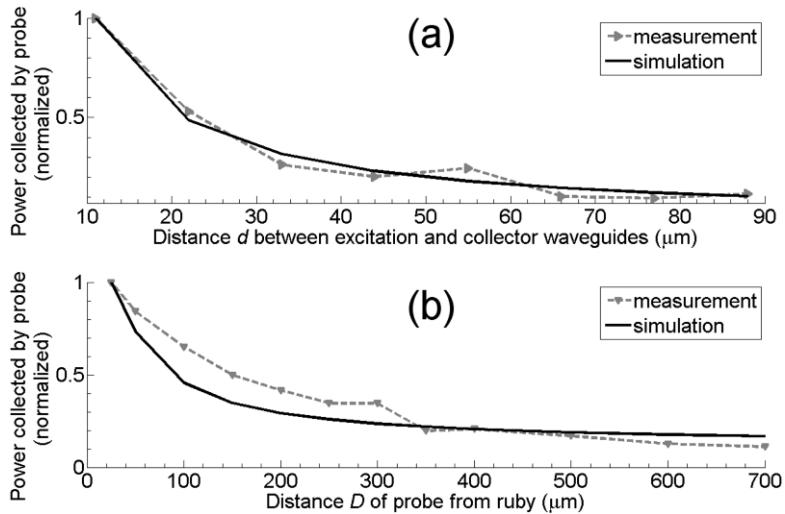 (a)
Power collected by probe
(normalized)
1
0.5
measurement
simulation
10 20 30 40 50 60 70 80 90
Distance d between excitation and collector waveguides (μm)
(b)
Power collected by probe
(normalized)
1
0.5
0
measurement
simulation
0 100 200 300 400 500 600 700
Distance D of probe from ruby (μm)